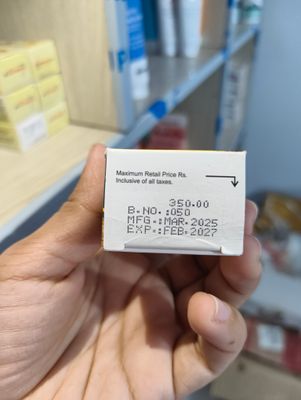 Maximum Retail Price Rs.
Inclusive of all taxes.
350.00
B.NO.:050
MFG.:MAR.2025
EXP.:FEB.2027